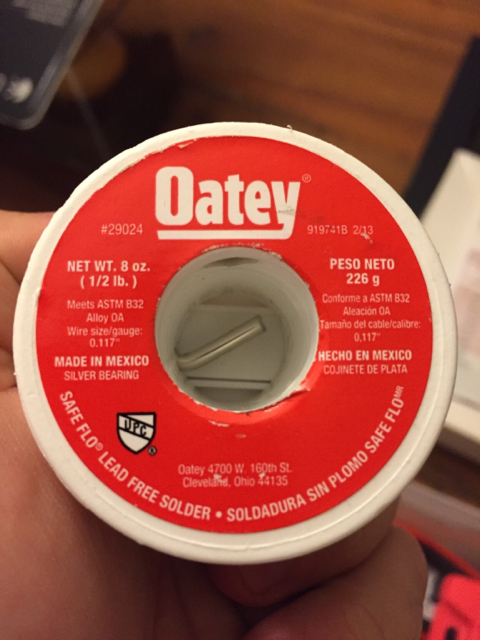 Oatey®
#29024
919741B 2/13
NET WT. 8 oz.
( 1/2 lb. )
Meets ASTM B32
Alloy OA
Wire size/gauge:
0.117"
MADE IN MEXICO
SILVER BEARING
PESO NETO
226 g
Conforme a ASTM B32
Aleación OA
Tamaño del cable/calibre:
0,117"
HECHO EN MEXICO
COJINETE DE PLATA
UPC
®
Oatey 4700 W. 160th St.
Cleveland, Ohio 44135
SAFE FLO® LEAD FREE SOLDER • SOLDADURA SIN PLOMO SAFE FLO MR